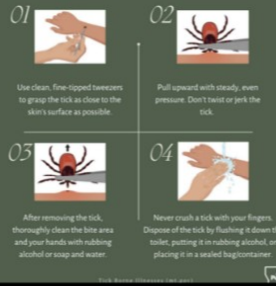 01
Use clean, fine-tipped tweezers
to grasp the tick as close to the
skin's surface as possible
02
Pull upward with steady, even
pressure. Don't twist or jerk the
tick.
03
After removing the tick,
thoroughly clean the bite area
and your hands with rubbing
alcohol or soap and water.
04
Never crush a tick with your fingers.
Dispose of the tick by flushing it down th
toilet, putting it in rubbing alcohol, or
placing it in a sealed bag/container.
Tick Borne Illnesses